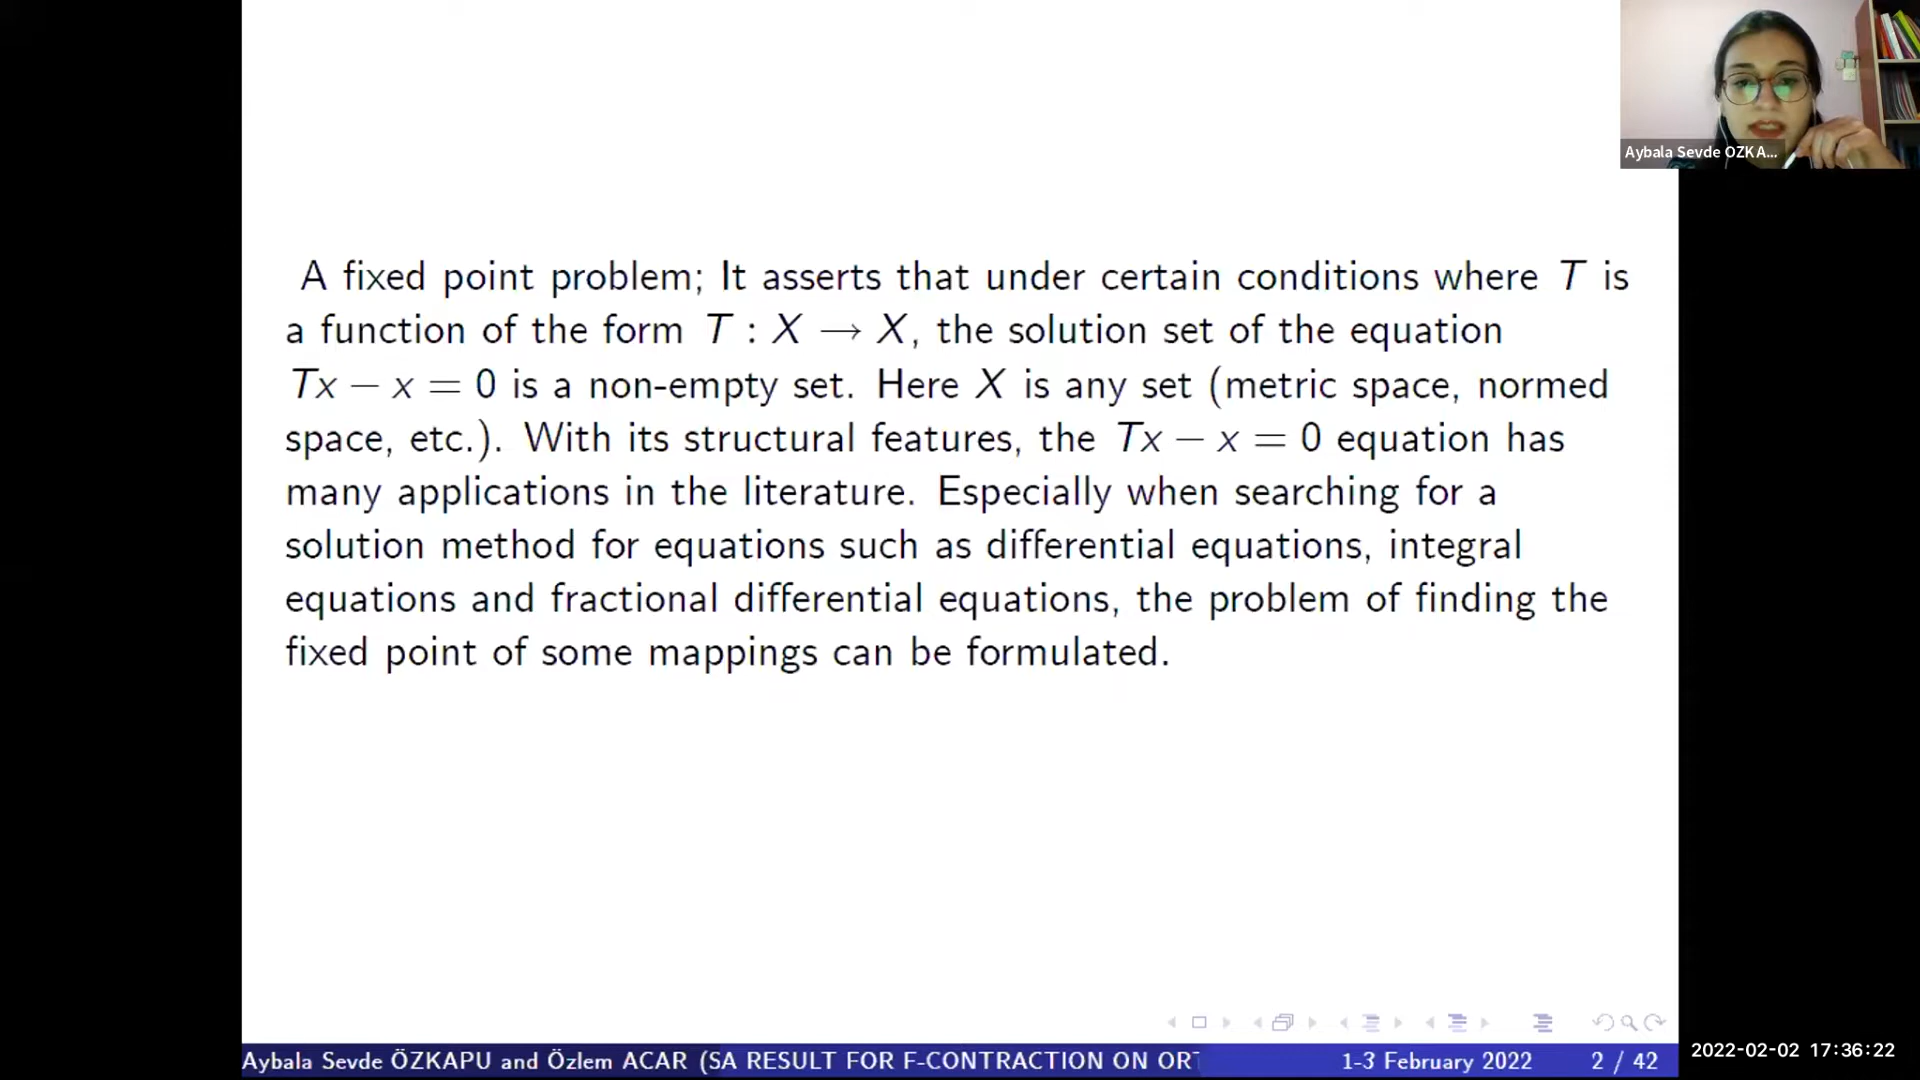 Aybala Sevde OZKA...
A fixed point problem; It asserts that under certain conditions where T is
a function of the form T : X → X, the solution set of the equation
Tx − x = 0 is a non-empty set. Here X is any set (metric space, normed
space, etc.). With its structural features, the Tx − x = 0 equation has
many applications in the literature. Especially when searching for a
solution method for equations such as differential equations, integral
equations and fractional differential equations, the problem of finding the
fixed point of some mappings can be formulated.
Aybala Sevde ÖZKAPU and Özlem ACAR (SA RESULT FOR F-CONTRACTION ON ORT
1-3 February 2022
2 / 42
2022-02-02 17:36:22